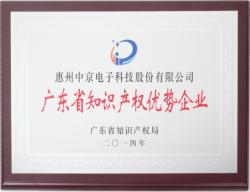 惠州中京电子科技股份有限公司
广东省知识产权优势企业
广东省知识产权局
二〇一四年